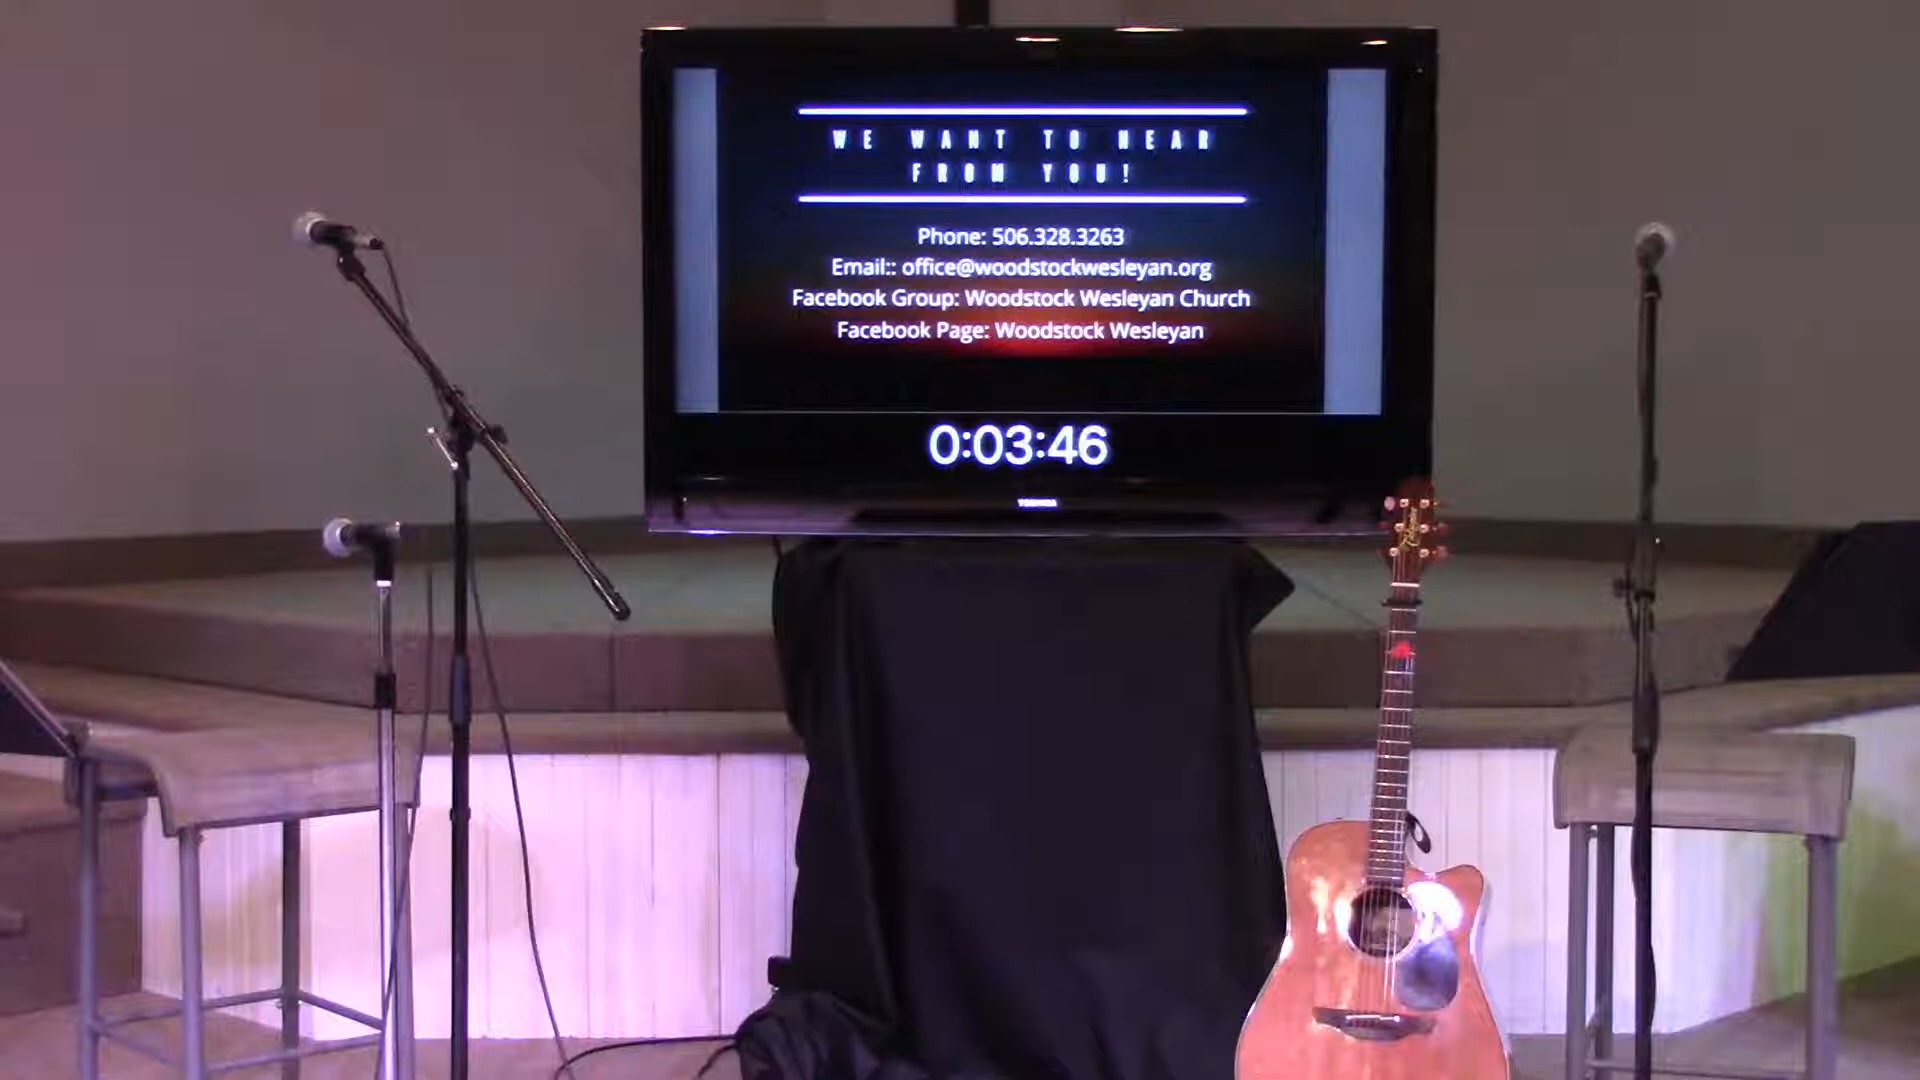 WE WANT TO HEAR
FROM YOU!
Phone: 506.328.3263
Email:: office@woodstockwesleyan.org
Facebook Group: Woodstock Wesleyan Church
Facebook Page: Woodstock Wesleyan
0:03:46
TOSHIBA